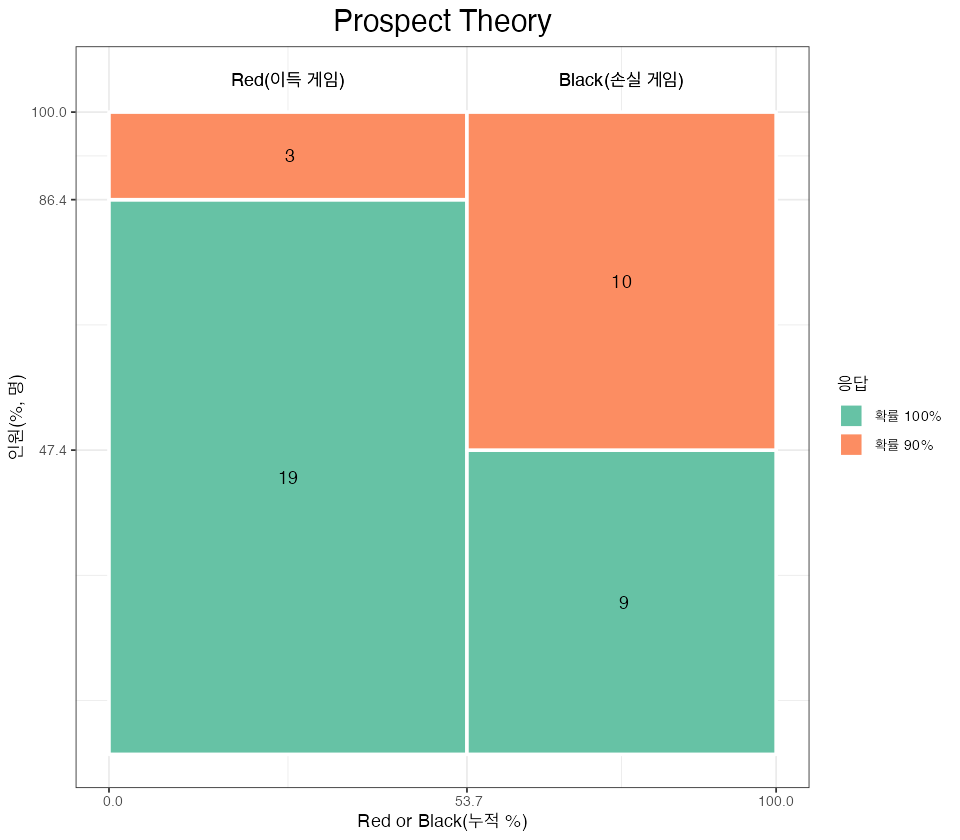 Prospect Theory
Red(이득 게임)
Black(손실 게임)
100.0
86.4
47.4
3
10
19
9
인원(%, 명)
응답
확률 100%
확률 90%
0.0
53.7
100.0
Red or Black(누적 %)